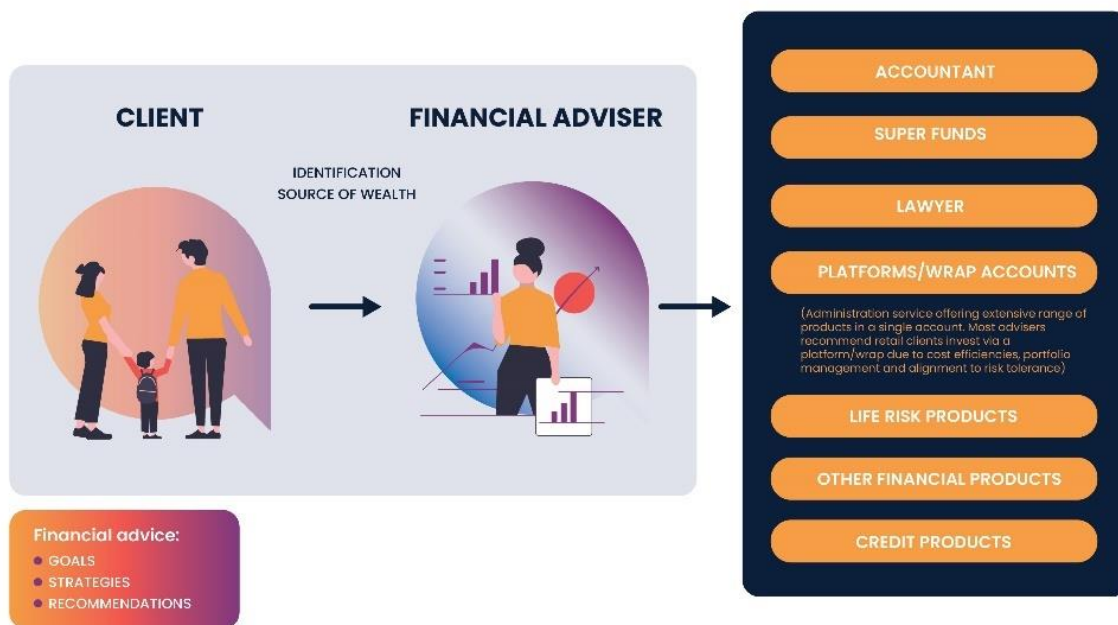 CLIENT
FINANCIAL ADVISER
IDENTIFICATION
SOURCE OF WEALTH
Financial advice:
GOALS
STRATEGIES
RECOMMENDATIONS
ACCOUNTANT
SUPER FUNDS
LAWYER
PLATFORMS/WRAP ACCOUNTS
(Administration service offering extensive range of
products in a single account. Most advisers
recommend retail clients invest via a
platform/wrap due to cost efficiencies, portfolio
management and alignment to risk tolerance)
LIFE RISK PRODUCTS
OTHER FINANCIAL PRODUCTS
CREDIT PRODUCTS